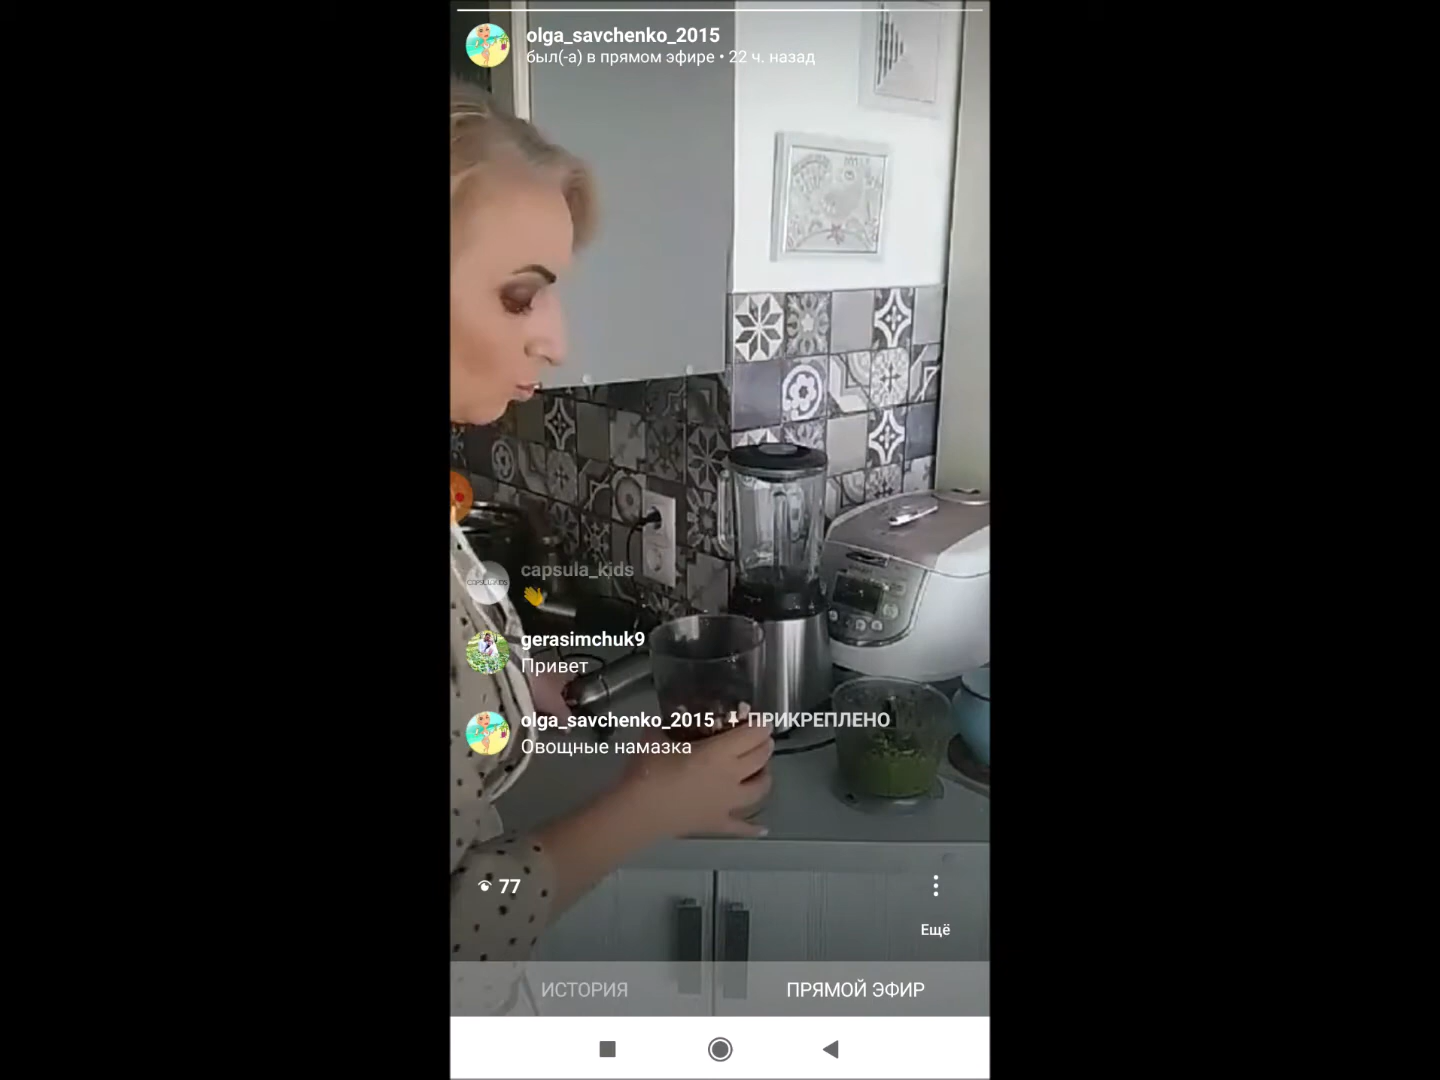 olga_savchenko_2015
был(-а) в прямом эфире • 22 ч. назад
capsula_kids
👋
gerasimchuk9
Привет
olga_savchenko_2015 📌 ПРИКРЕПЛЕНО
Овощные намазка
77
Ещё
ИСТОРИЯ
ПРЯМОЙ ЭФИР